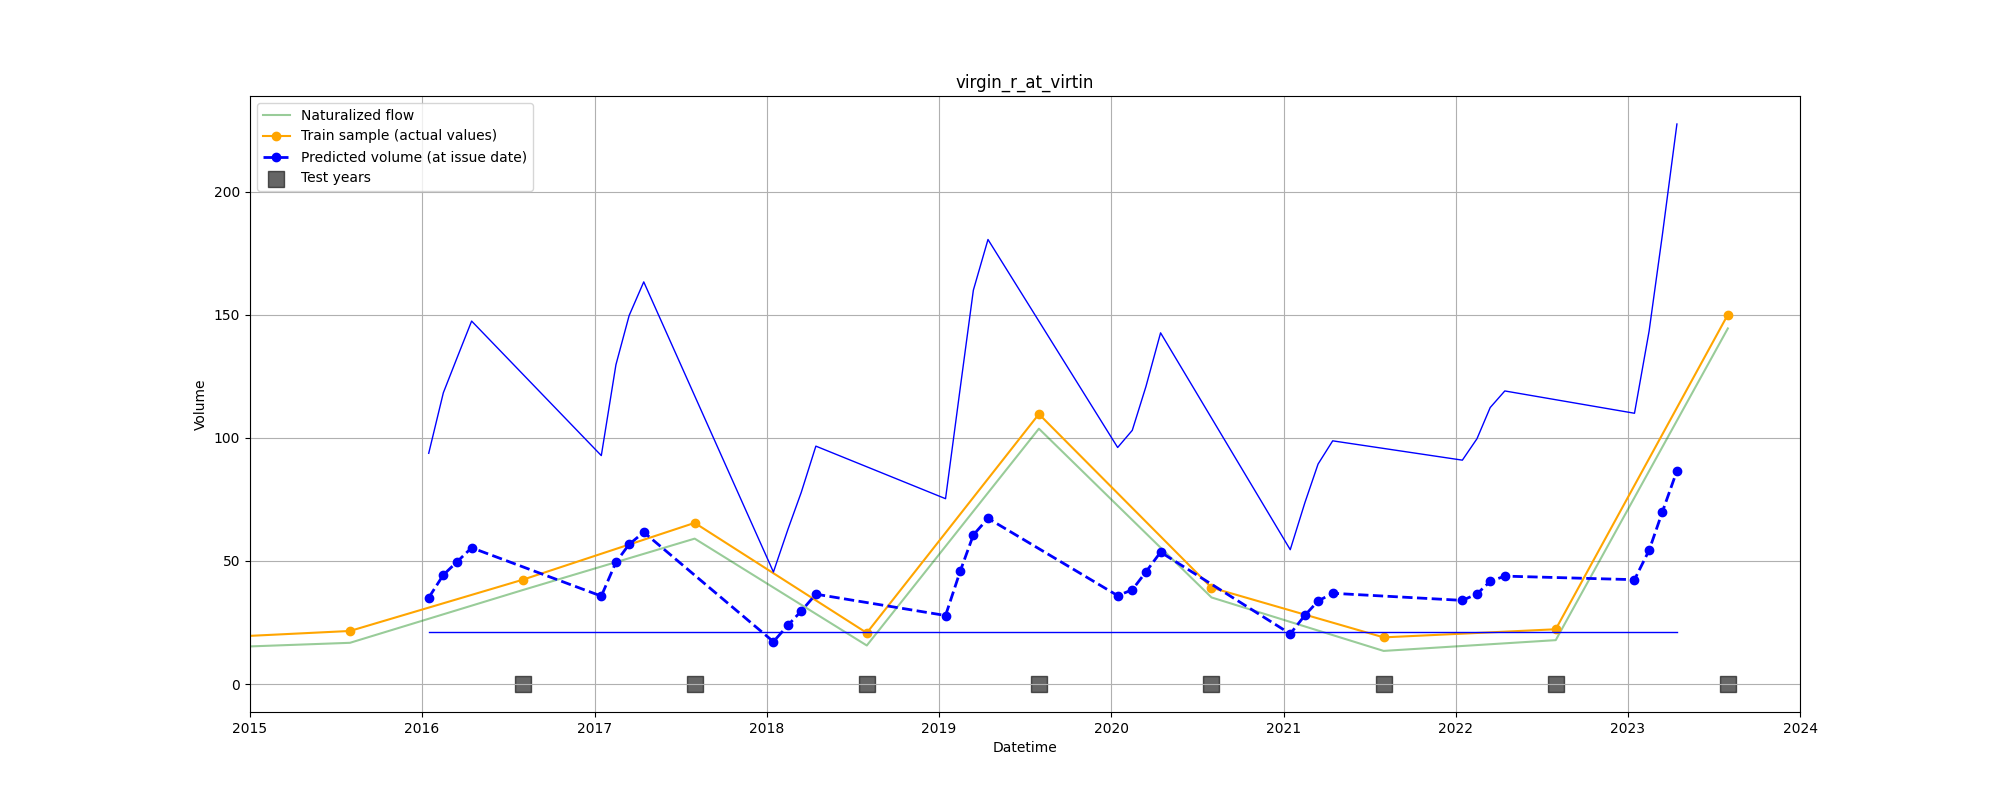 virgin_r_at_virtin
Naturalized flow
Train sample (actual values)
Predicted volume (at issue date)
Test years
200
150
100
50
0
Volume
2015 2016 2017 2018 2019 2020 2021 2022 2023 2024
Datetime